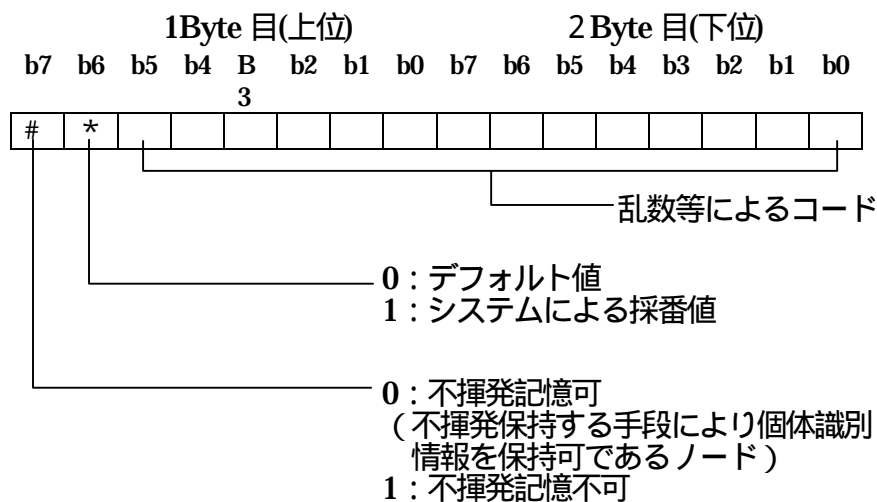 1Byte 目(上位) 2 Byte 目(下位)
b7 b6 b5 b4 B b2 b1 b0 b7 b6 b5 b4 b3 b2 b1 b0
3
# *
乱数等によるコード
0：デフォルト値
1：システムによる採番値
0：不揮発記憶可
（不揮発保持する手段により個体識別
情報を保持可であるノード）
1：不揮発記憶不可